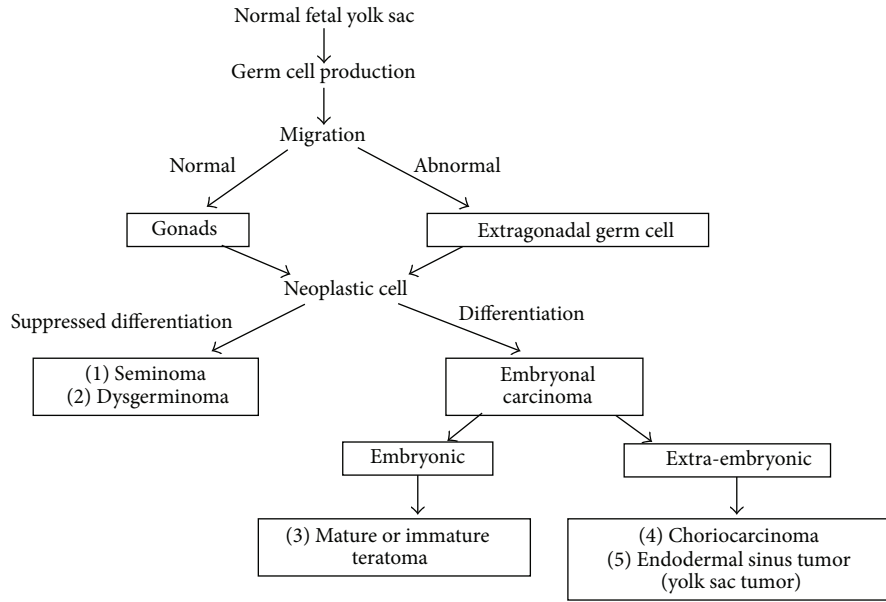 Normal fetal yolk sac
Germ cell production
Migration
Normal
Abnormal
Gonads
Extragonadal germ cell
Neoplastic cell
Suppressed differentiation
Differentiation
(1) Seminoma
(2) Dysgerminoma
Embryonal
carcinoma
Embryonic
Extra-embryonic
(3) Mature or immature
teratoma
(4) Choriocarcinoma
(5) Endodermal sinus tumor
(yolk sac tumor)